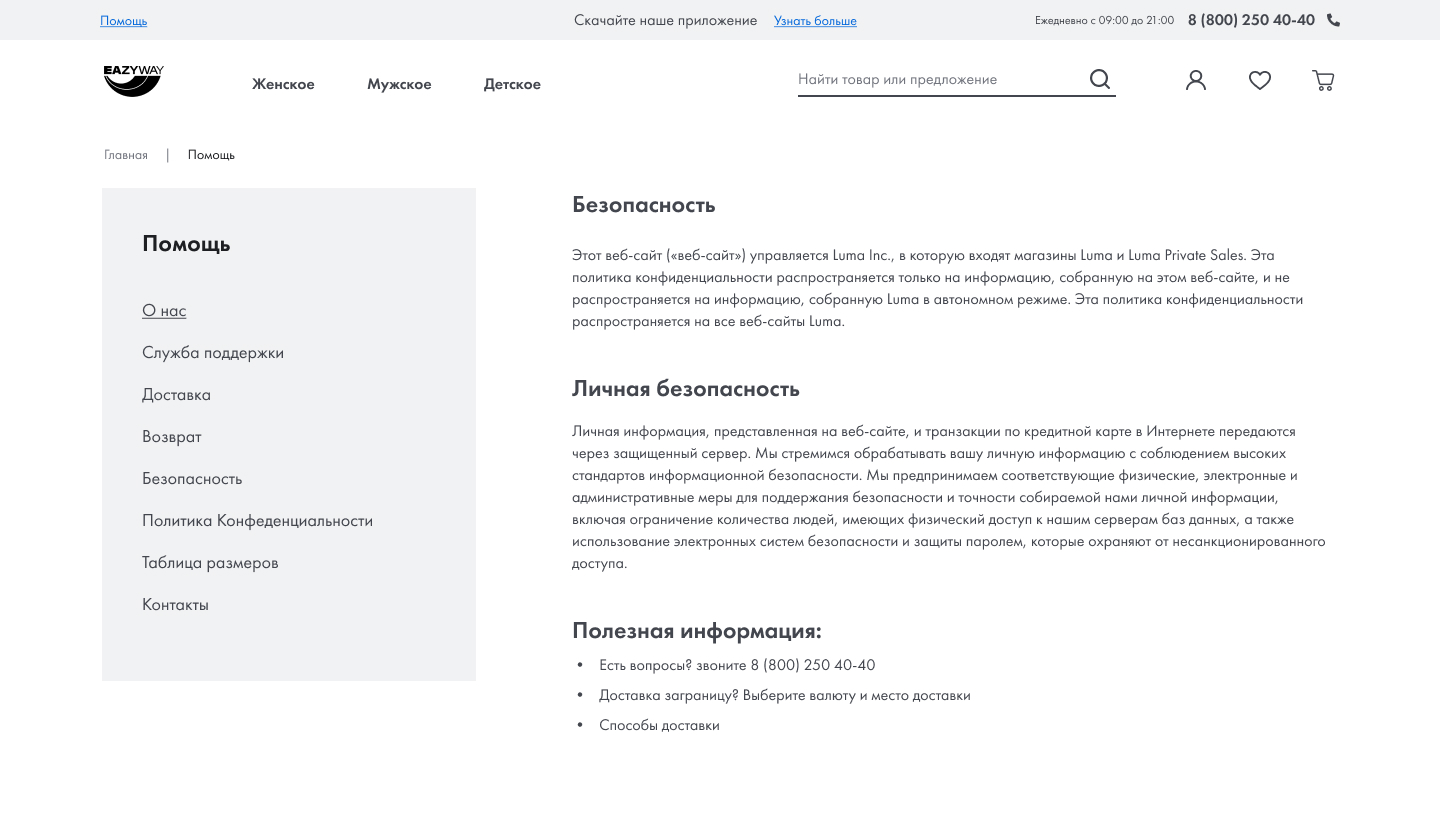 Помощь
Скачайте наше приложение Узнать больше
Ежедневно с 09:00 до 21:00 8 (800) 250 40-40
EAZYWAY
Женское Мужское Детское
Найти товар или предложение
Главная | Помощь
Помощь
О нас
Служба поддержки
Доставка
Возврат
Безопасность
Политика Конфеденциальности
Таблица размеров
Контакты
Безопасность
Этот веб-сайт («веб-сайт») управляется Luma Inc., в которую входят магазины Luma и Luma Private Sales. Эта
политика конфиденциальности распространяется только на информацию, собранную на этом веб-сайте, и не
распространяется на информацию, собранную Luma в автономном режиме. Эта политика конфиденциальности
распространяется на все веб-сайты Luma.
Личная безопасность
Личная информация, представленная на веб-сайте, и транзакции по кредитной карте в Интернете передаются
через защищенный сервер. Мы стремимся обрабатывать вашу личную информацию с соблюдением высоких
стандартов информационной безопасности. Мы предпринимаем соответствующие физические, электронные и
административные меры для поддержания безопасности и точности собираемой нами личной информации,
включая ограничение количества людей, имеющих физический доступ к нашим серверам баз данных, а также
использование электронных систем безопасности и защиты паролем, которые охраняют от несанкционированного
доступа.
Полезная информация:
• Есть вопросы? звоните 8 (800) 250 40-40
• Доставка заграницу? Выберите валюту и место доставки
• Способы доставки